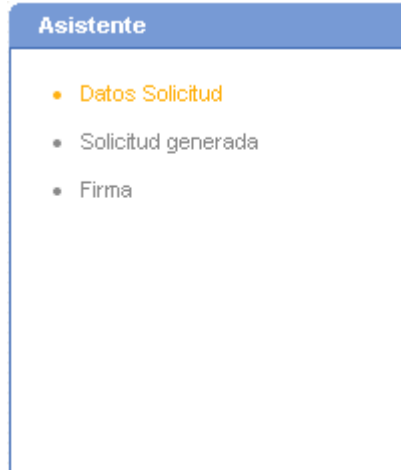 Asistente
Datos Solicitud
Solicitud generada
Firma